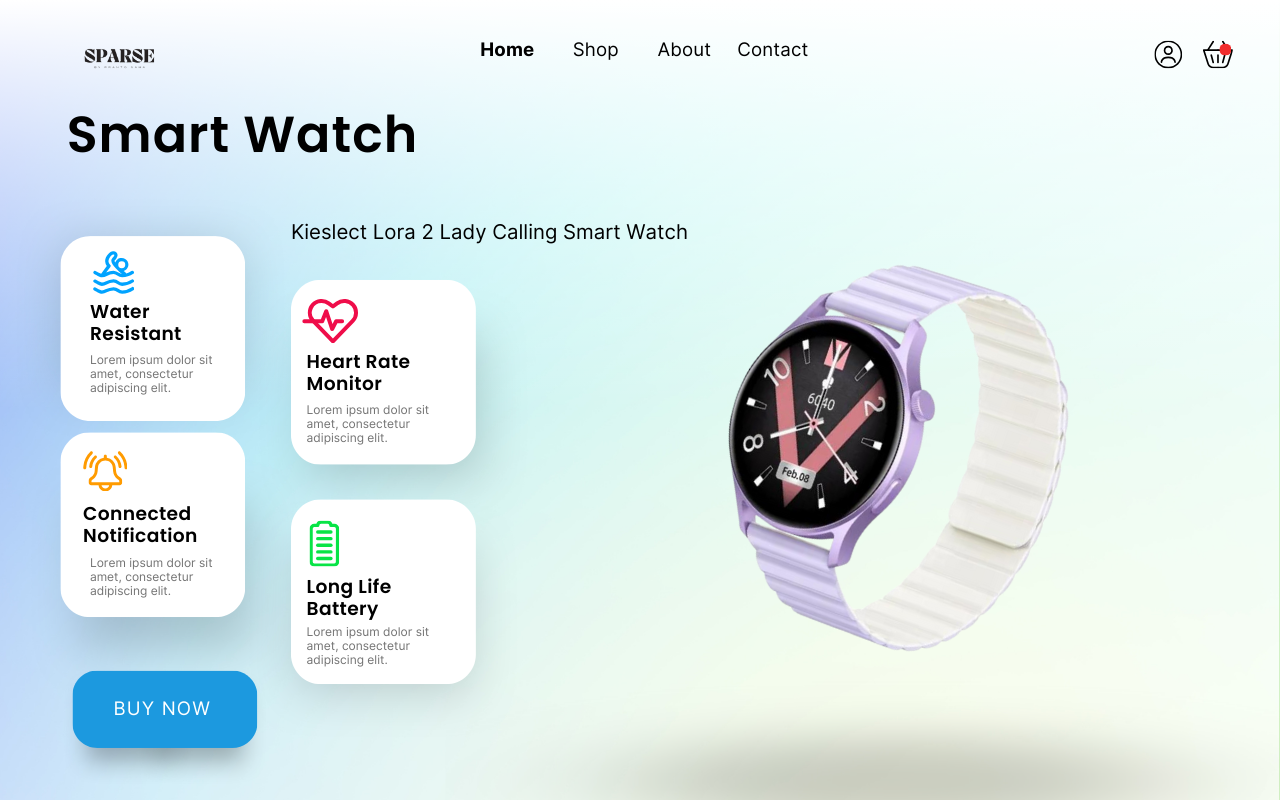 SPARSE
Home Shop About Contact
Smart Watch
Kieslect Lora 2 Lady Calling Smart Watch
Water
Resistant
Lorem ipsum dolor sit
amet, consectetur
adipiscing elit.
Heart Rate
Monitor
Lorem ipsum dolor sit
amet, consectetur
adipiscing elit.
Connected
Notification
Lorem ipsum dolor sit
amet, consectetur
adipiscing elit.
Long Life
Battery
Lorem ipsum dolor sit
amet, consectetur
adipiscing elit.
BUY NOW
10
2
6040
8
4
Feb.08